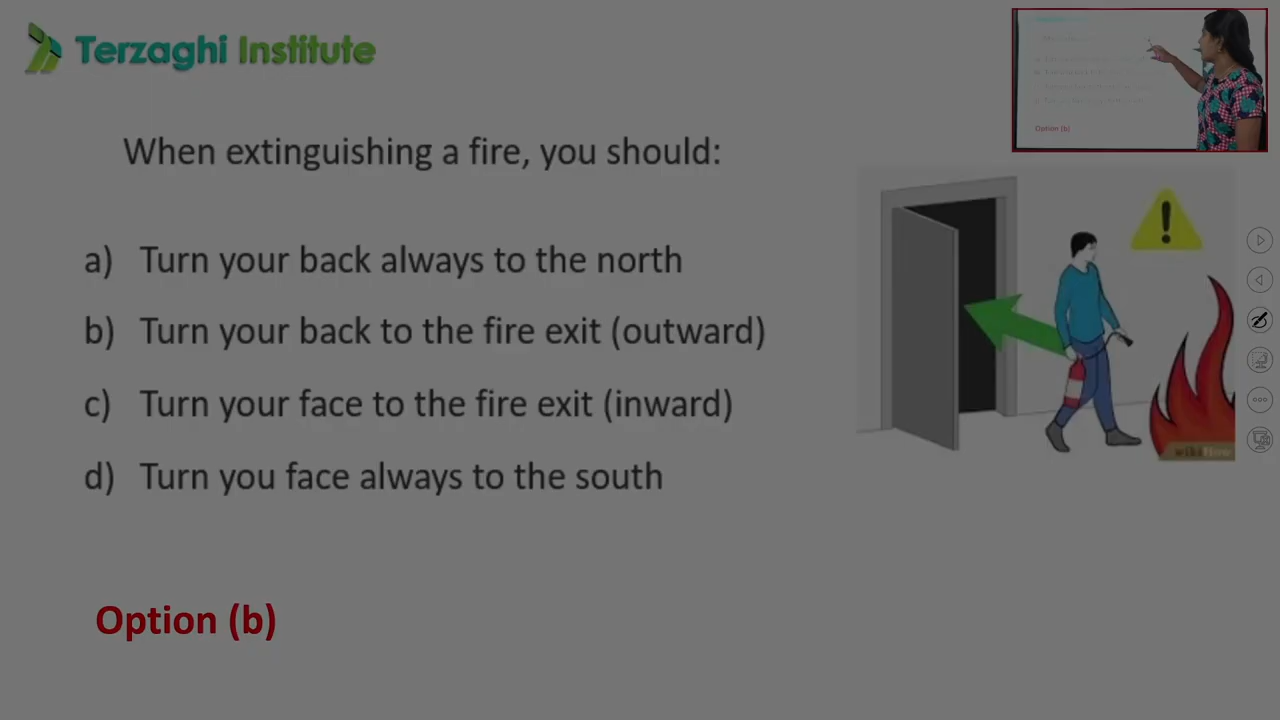 Terzaghi Institute
When extinguishing a fire, you should:
a) Turn your back always to the north
b) Turn your back to the fire exit (outward)
c) Turn your face to the fire exit (inward)
d) Turn you face always to the south
wikiHow
Option (b)
Option (b)